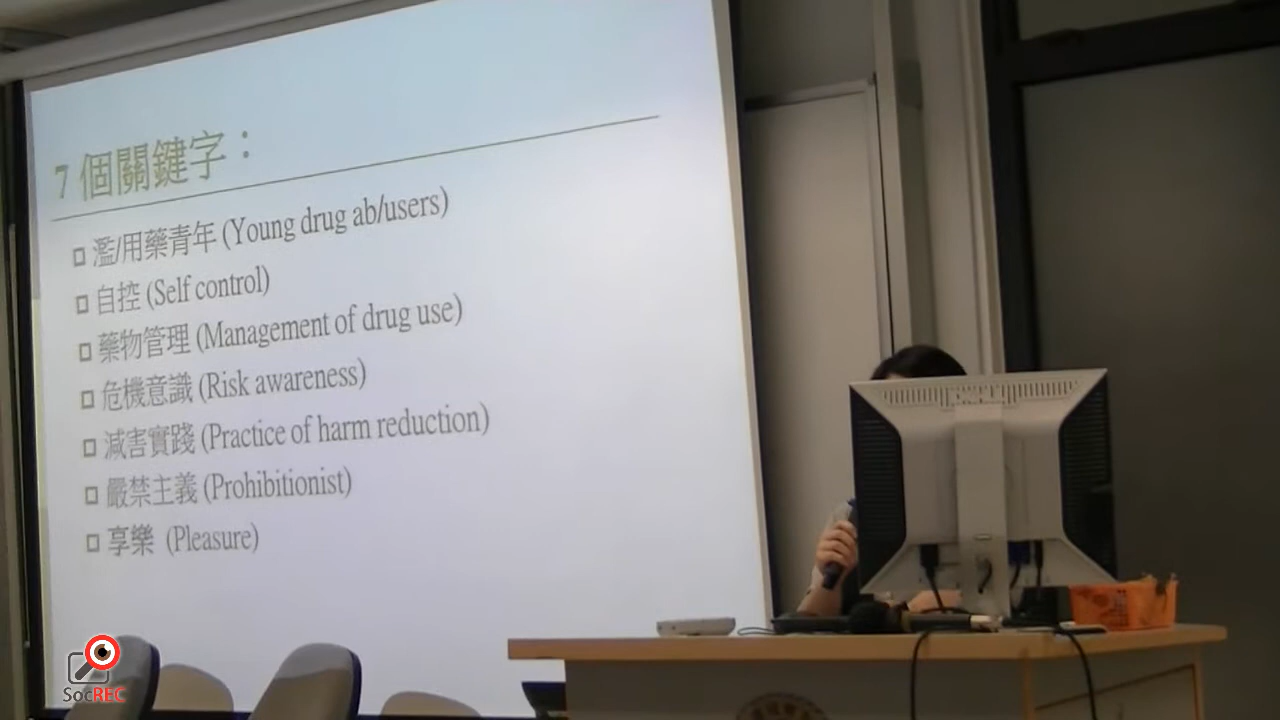 7 個關鍵字：
濫/用藥青年 (Young drug ab/users)
自控 (Self control)
藥物管理 (Management of drug use)
危機意識 (Risk awareness)
減害實踐 (Practice of harm reduction)
嚴禁主義 (Prohibitionist)
享樂 (Pleasure)
SocREC